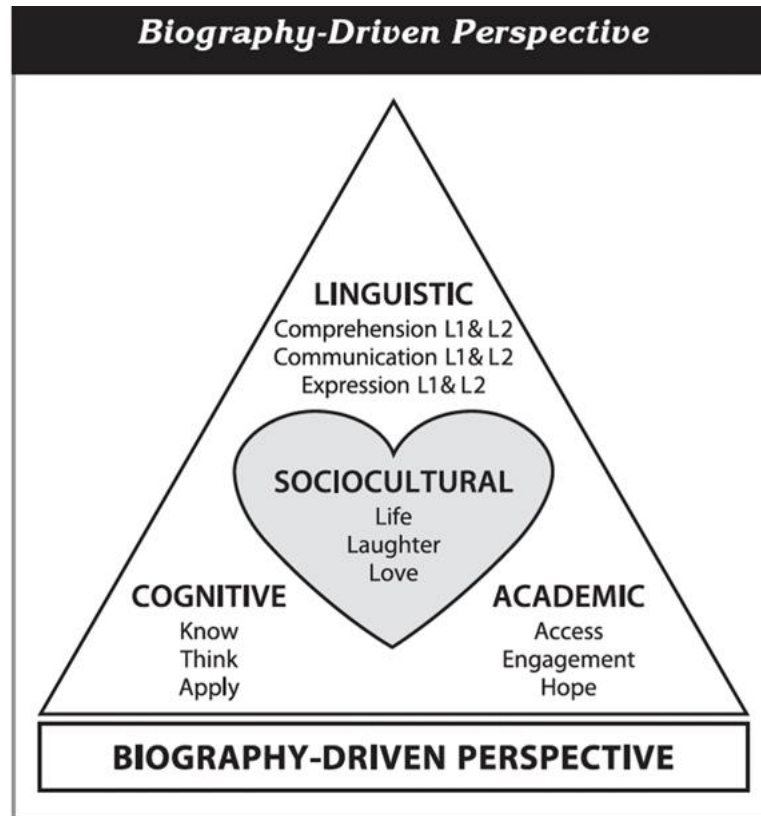 Biography-Driven Perspective
LINGUISTIC
Comprehension L1 & L2
Communication L1 & L2
Expression L1 & L2
SOCIOCULTURAL
Life
Laughter
Love
COGNITIVE
Know
Think
Apply
ACADEMIC
Access
Engagement
Hope
BIOGRAPHY-DRIVEN PERSPECTIVE